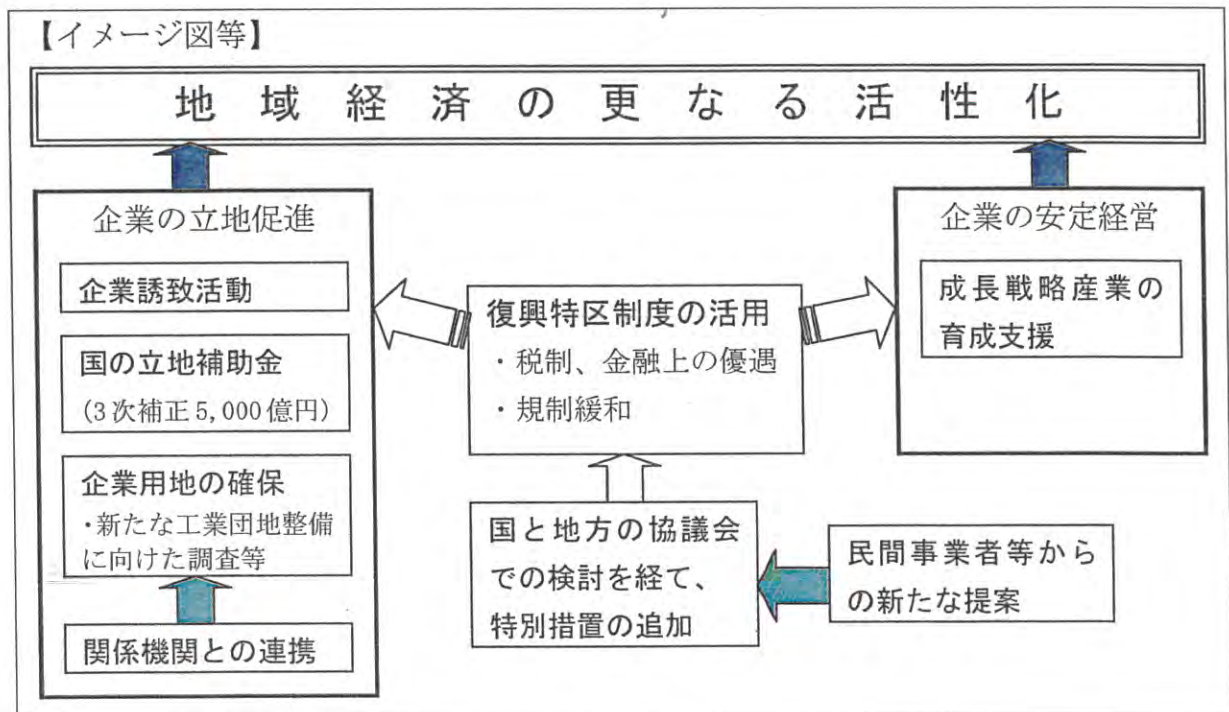 【イメージ図等】
地域経済の更なる活性化
企業の立地促進
企業誘致活動
国の立地補助金
(3次補正5,000億円)
企業用地の確保
・新たな工業団地整備
に向けた調査等
関係機関との連携
復興特区制度の活用
・税制、金融上の優遇
・規制緩和
国と地方の協議会
での検討を経て、
特別措置の追加
民間事業者等から
の新たな提案
企業の安定経営
成長戦略産業の
育成支援